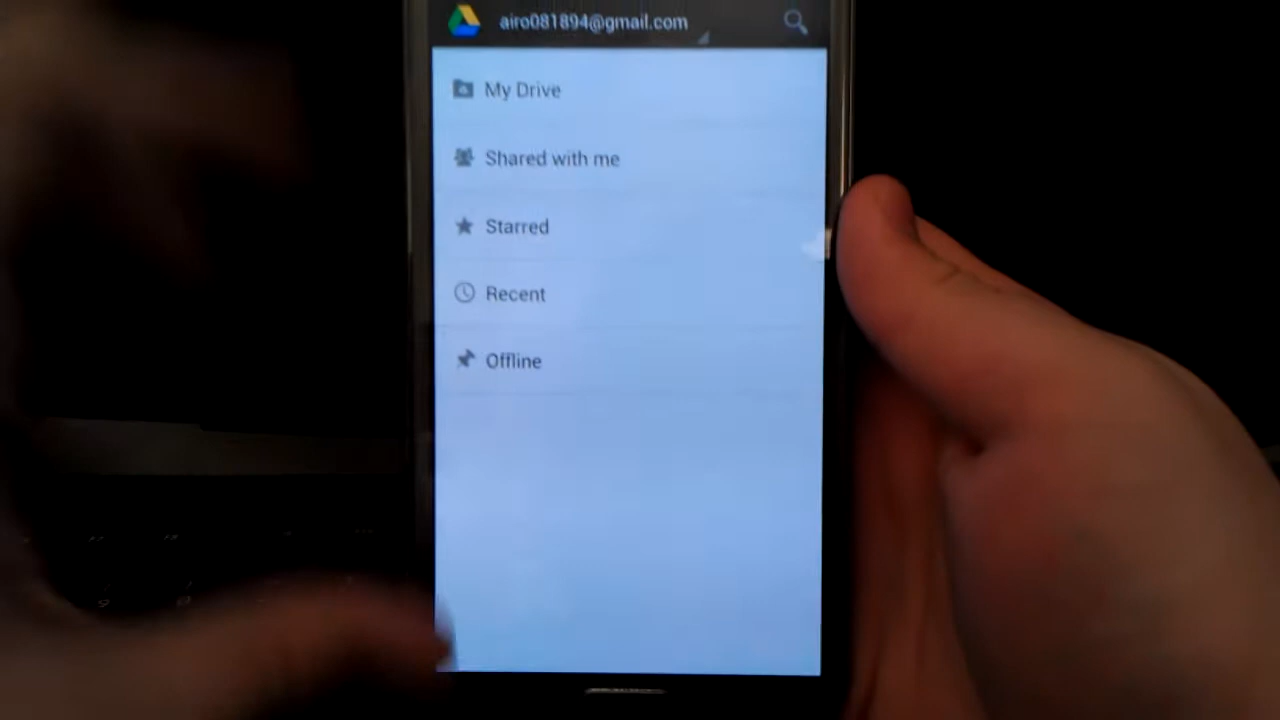 airo081894@gmail.com
My Drive
Shared with me
Starred
Recent
Offline